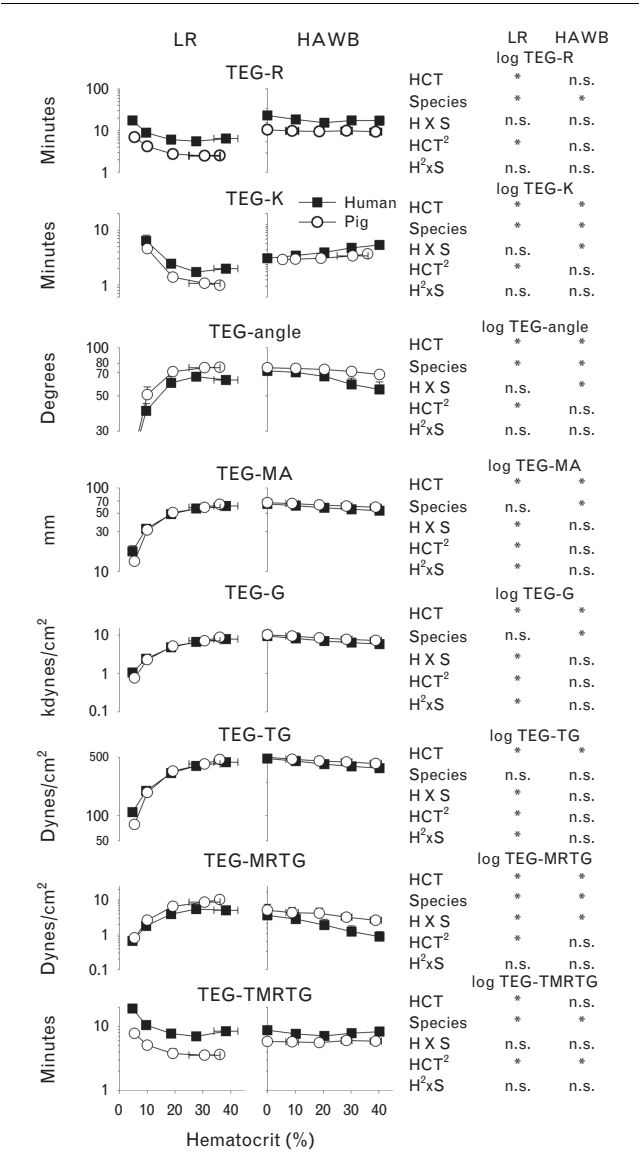 LR HAWB LR HAWB
TEG-R log TEG-R
Minutes
100
10
1
HCT * n.s.
Species * *
H X S n.s. n.s.
HCT² * n.s.
H²xS n.s. n.s.
TEG-K log TEG-K
Human
Pig
Minutes
10
1
HCT * *
Species * *
H X S n.s. *
HCT² * n.s.
H²xS n.s. n.s.
TEG-angle log TEG-angle
Degrees
100
80
70
50
30
HCT * *
Species * *
H X S n.s. *
HCT² * n.s.
H²xS n.s. n.s.
TEG-MA log TEG-MA
mm
100
70
50
30
10
HCT * *
Species n.s. *
H X S * n.s.
HCT² * n.s.
H²xS * n.s.
TEG-G log TEG-G
kdynes/cm²
10
1
0.1
HCT * *
Species n.s. *
H X S * n.s.
HCT² * n.s.
H²xS * n.s.
TEG-TG log TEG-TG
Dynes/cm²
500
100
50
HCT * *
Species n.s. n.s.
H X S * n.s.
HCT² * n.s.
H²xS * n.s.
TEG-MRTG log TEG-MRTG
Dynes/cm²
10
1
0.1
HCT * *
Species * *
H X S * *
HCT² * n.s.
H²xS n.s. n.s.
TEG-TMRTG log TEG-TMRTG
Minutes
10
1
HCT * n.s.
Species * *
H X S n.s. n.s.
HCT² * *
H²xS n.s. n.s.
0 10 20 30 40 0 10 20 30 40
Hematocrit (%)